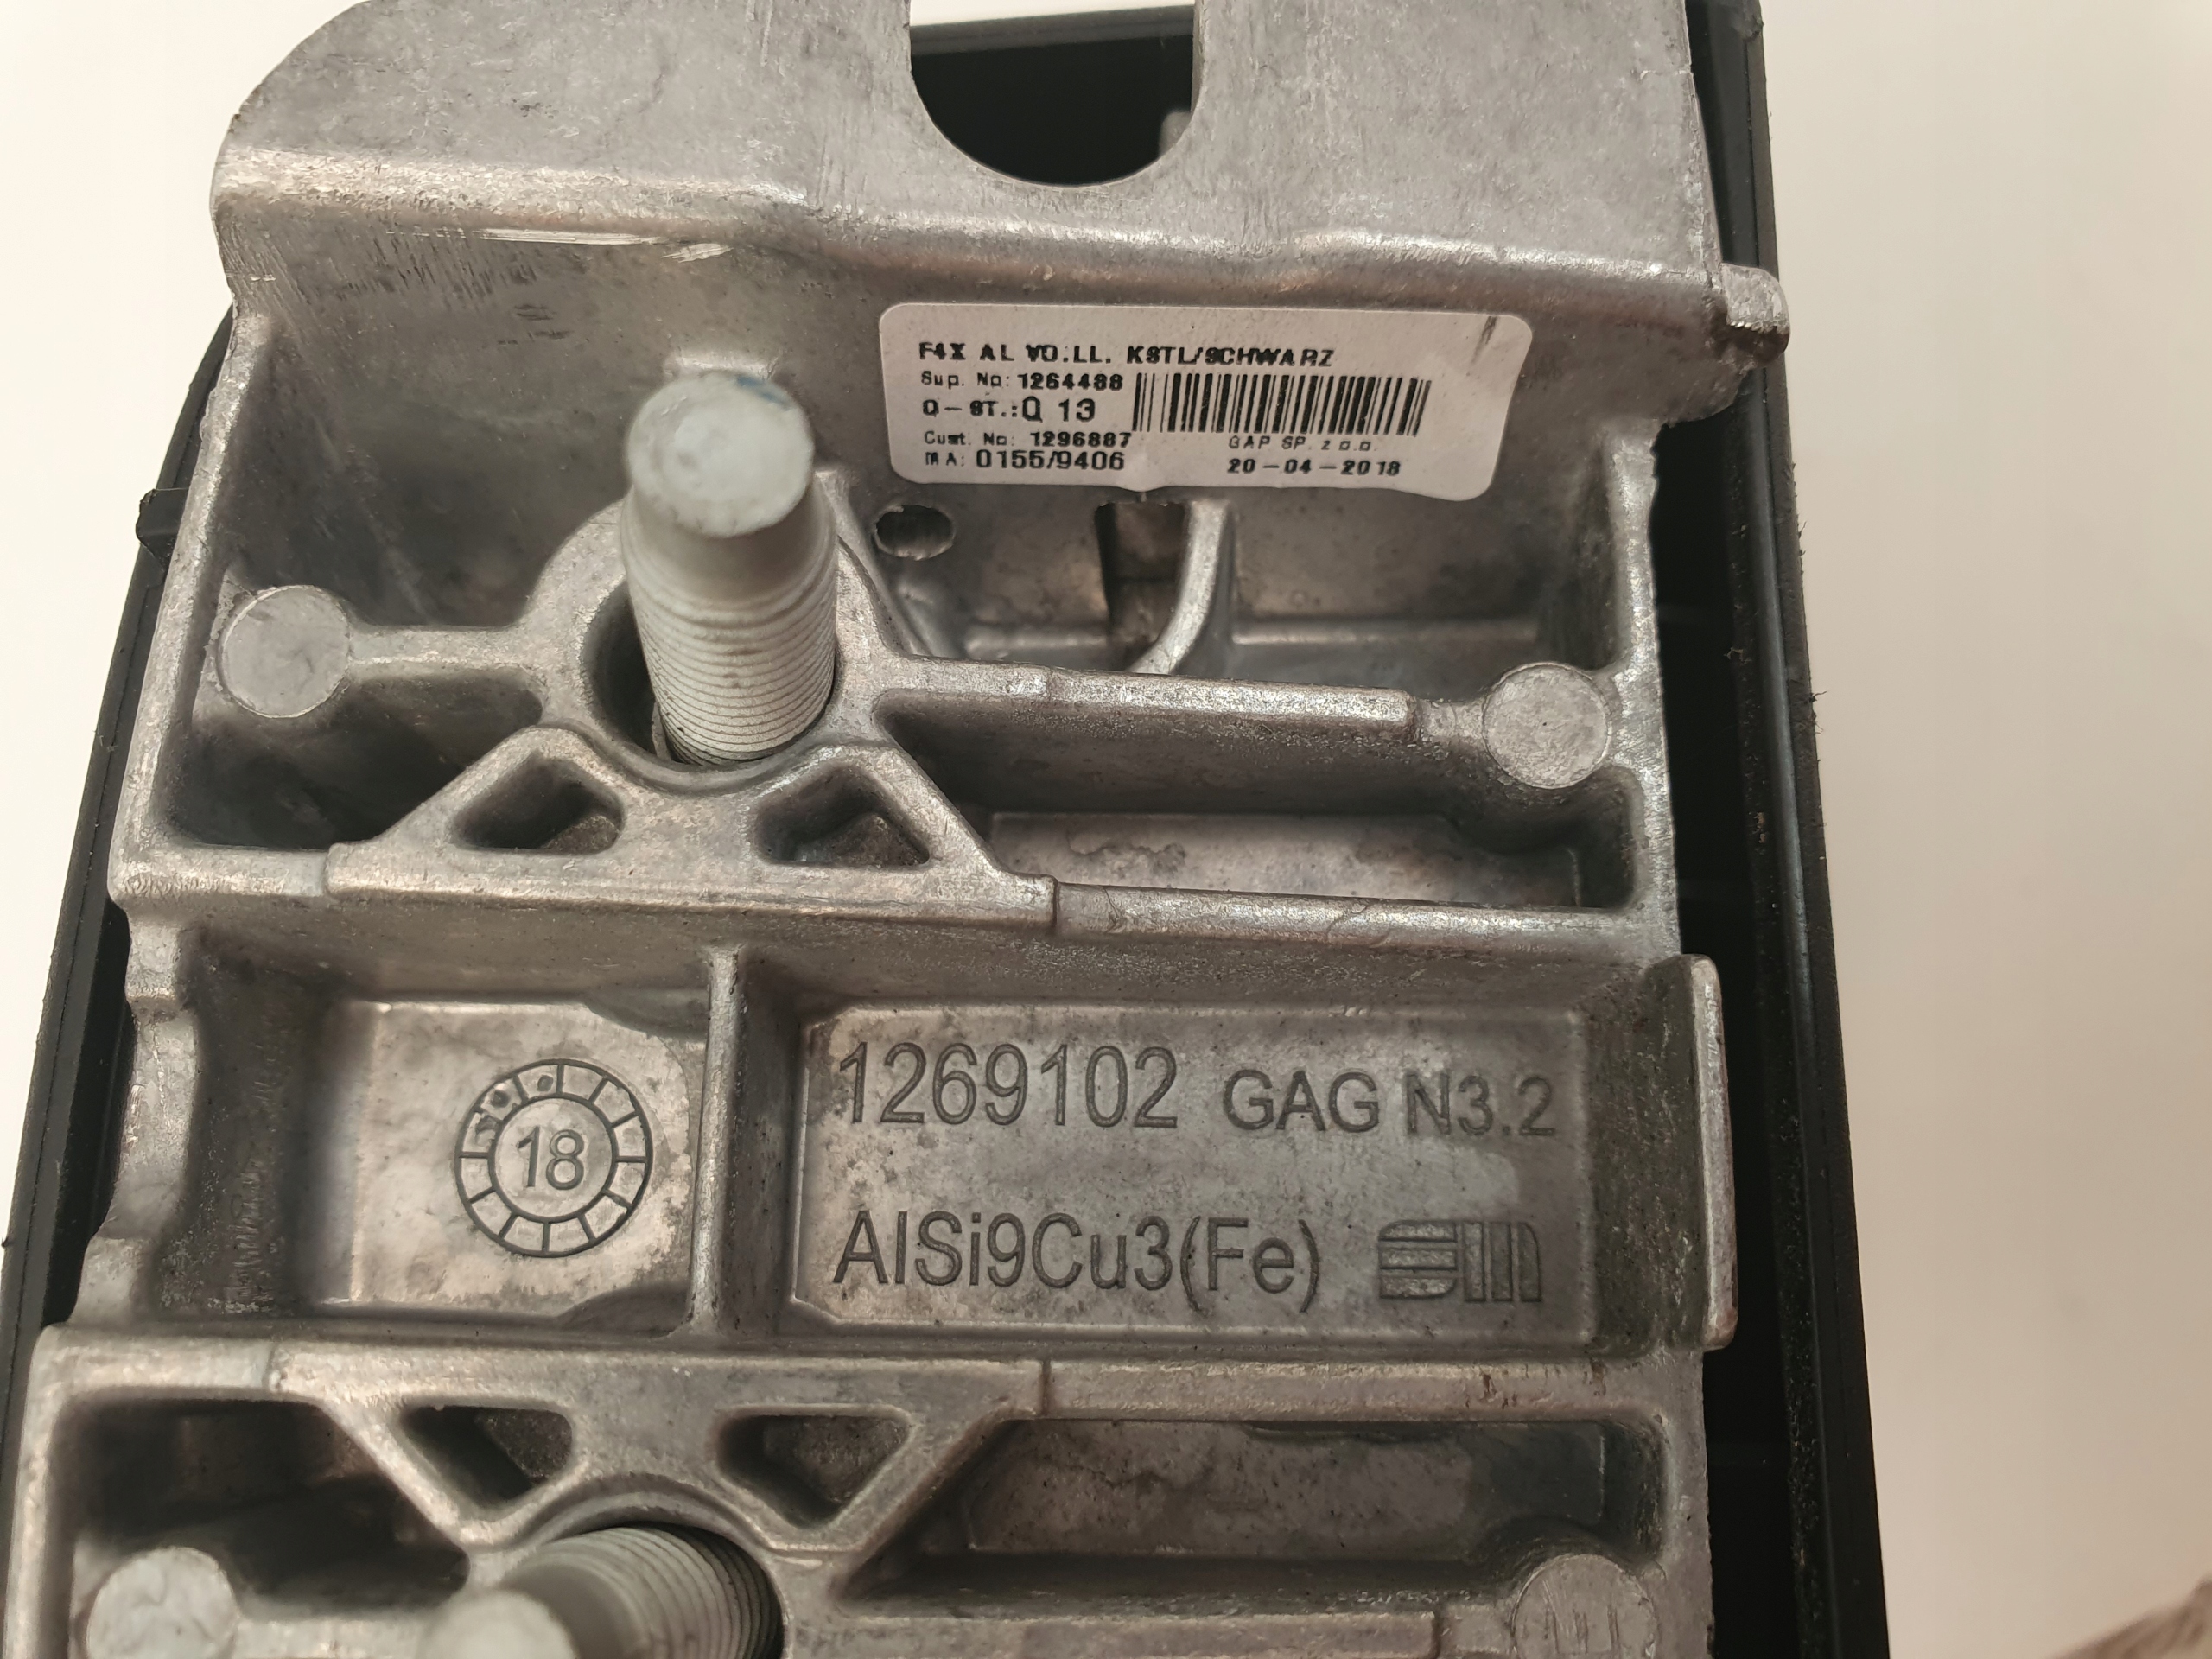 F4X AL VO.LL. KSTL/SCHWARZ
Sup. No: 1264488
Q-ST.: Q 13
Cust. No: 1296887
GAP SP. z o.o.
MA: 0155/9406
20-04-2018
1269102 GAG N3.2
18
AlSi9Cu3(Fe)